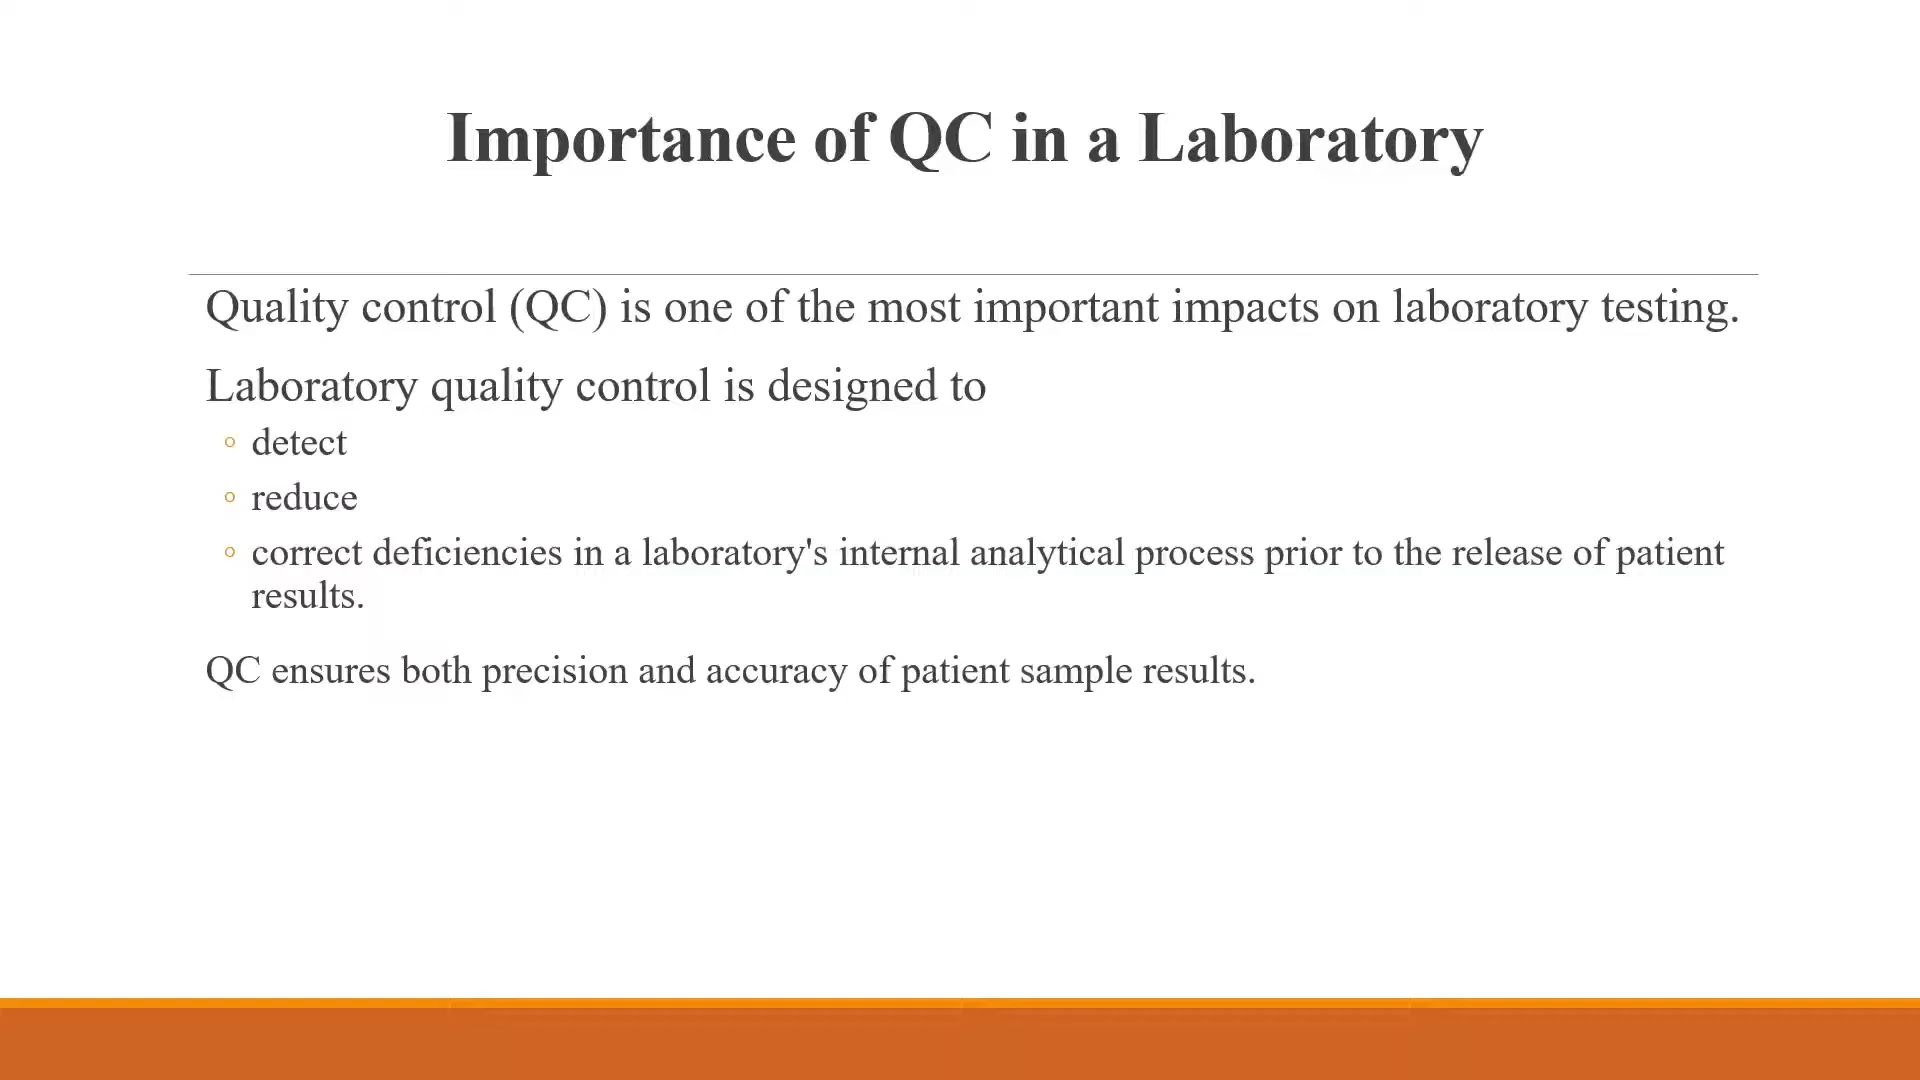 Importance of QC in a Laboratory
Quality control (QC) is one of the most important impacts on laboratory testing.
Laboratory quality control is designed to
◦ detect
◦ reduce
◦ correct deficiencies in a laboratory's internal analytical process prior to the release of patient
results.
QC ensures both precision and accuracy of patient sample results.